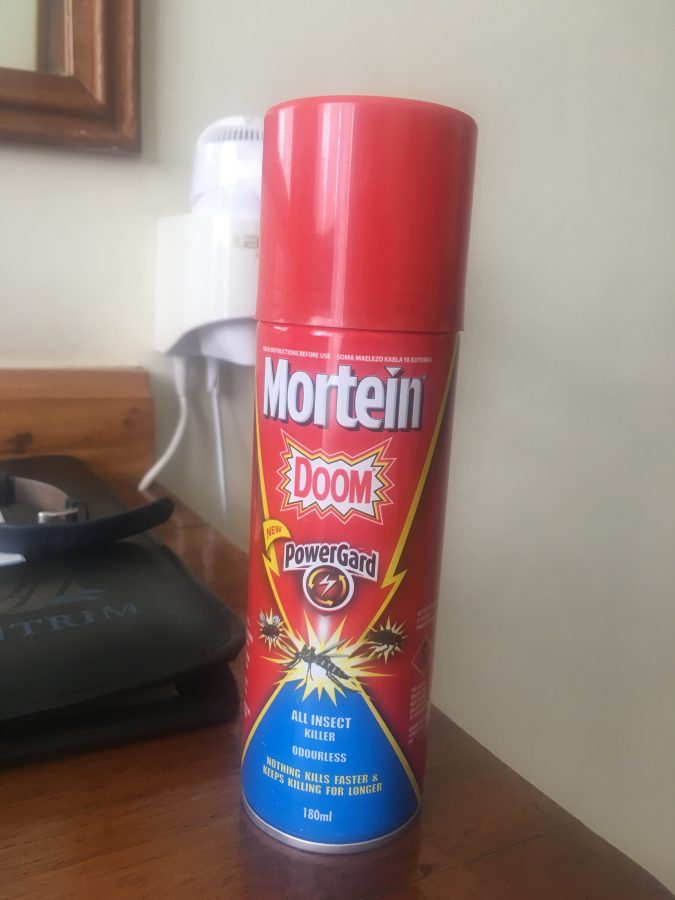 READ INSTRUCTIONS BEFORE USE SOMA MAELEZO KABLA YA KUTUMIA
Mortein
DOOM
NEW
PowerGard
ALL INSECT
KILLER
ODOURLESS
NOTHING KILLS FASTER &
KEEPS KILLING FOR LONGER
180ml
NTRIM